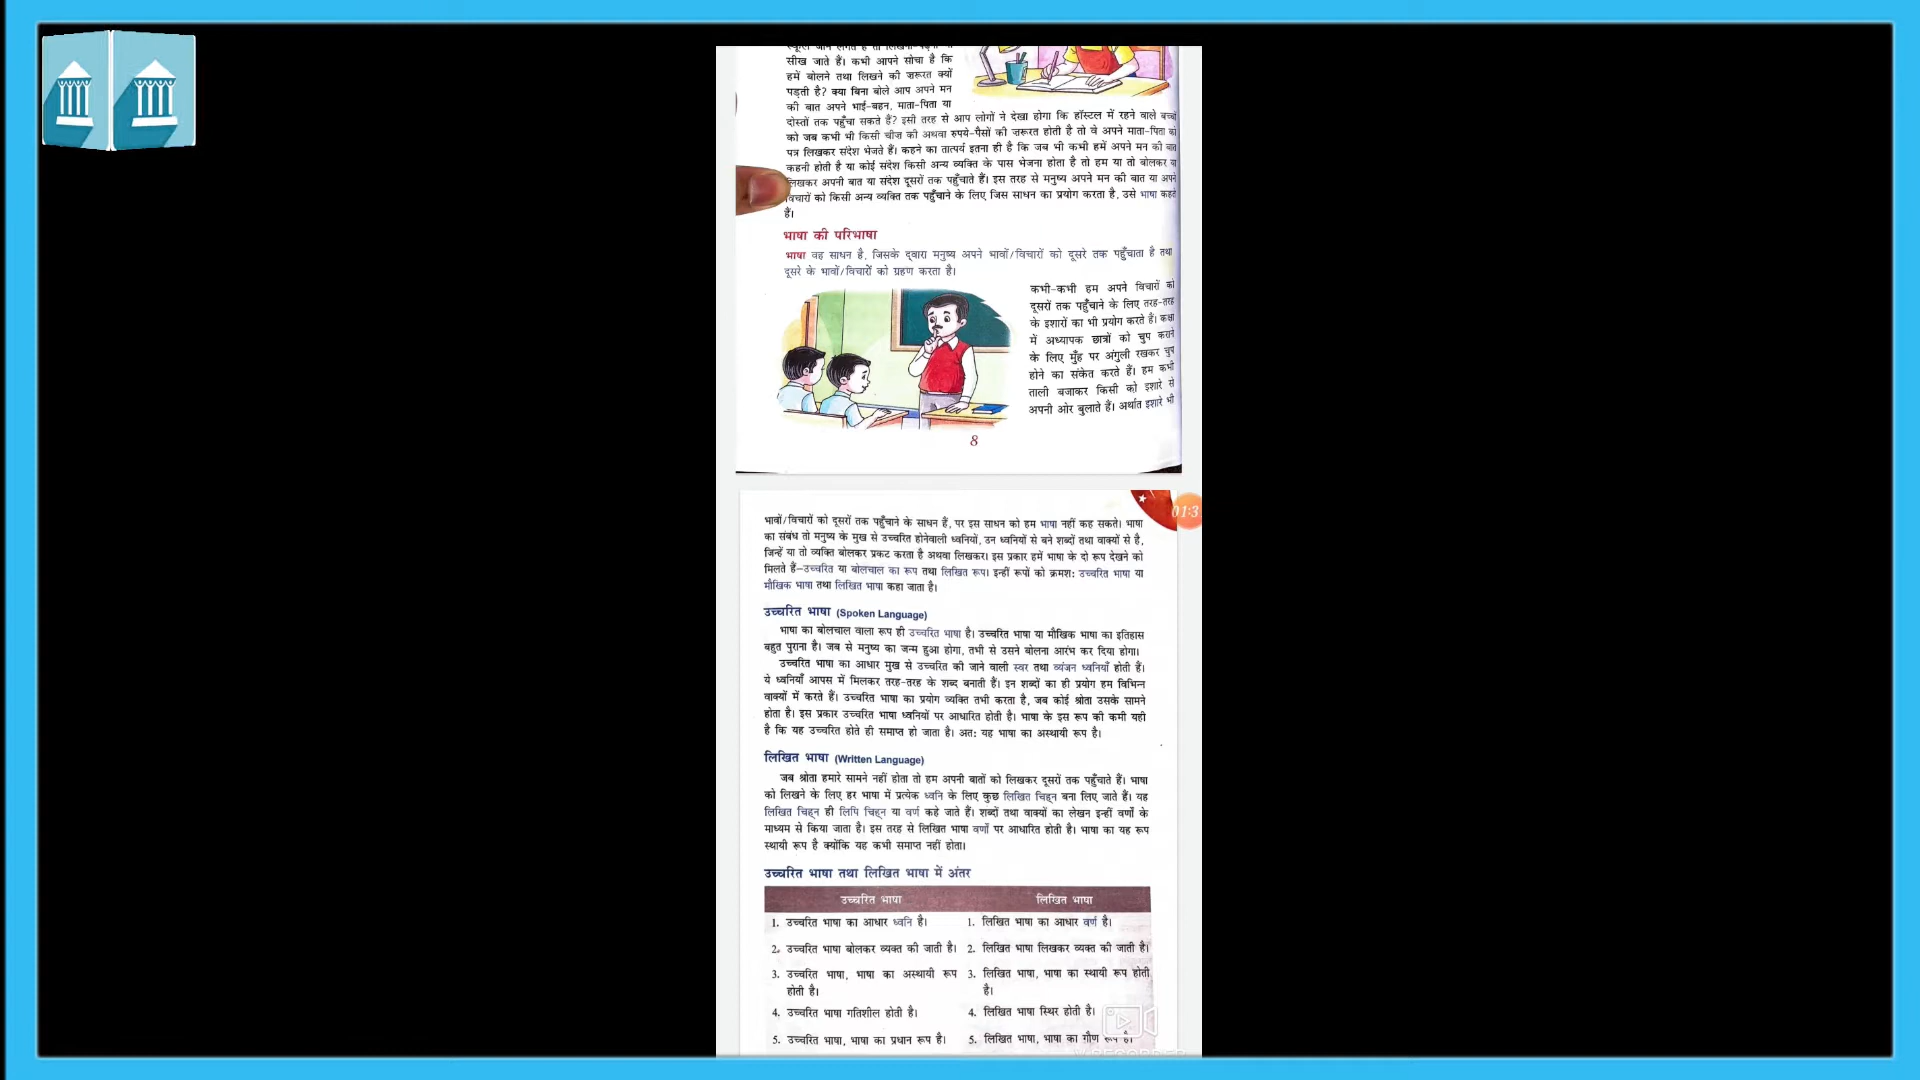 सीख जाते हैं। कभी आपने सोचा है कि
हमें बोलने तथा लिखने की ज़रूरत क्यों
पड़ती है? क्या बिना बोले आप अपने मन
की बात अपने भाई-बहन, माता-पिता या
दोस्तों तक पहुँचा सकते हैं? इसी तरह से आप लोगों ने देखा होगा कि हॉस्टल में रहने वाले बच्चों
को जब कभी भी किसी चीज़ की अथवा रुपये-पैसों की ज़रूरत होती है तो वे अपने माता-पिता को
पत्र लिखकर संदेश भेजते हैं। कहने का तात्पर्य इतना ही है कि जब भी कभी हमें अपने मन की बात
कहनी होती है या कोई संदेश किसी अन्य व्यक्ति के पास भेजना होता है तो हम या तो बोलकर या
लिखकर अपनी बात या संदेश दूसरों तक पहुँचाते हैं। इस तरह से मनुष्य अपने मन की बात या अपने
विचारों को किसी अन्य व्यक्ति तक पहुँचाने के लिए जिस साधन का प्रयोग करता है, उसे भाषा कहते
हैं।
भाषा की परिभाषा
भाषा वह साधन है, जिसके द्वारा मनुष्य अपने भावों/विचारों को दूसरे तक पहुँचाता है तथा
दूसरे के भावों/विचारों को ग्रहण करता है।
कभी-कभी हम अपने विचारों को
दूसरों तक पहुँचाने के लिए तरह-तरह
के इशारों का भी प्रयोग करते हैं। कक्षा
में अध्यापक छात्रों को चुप कराने
के लिए मुँह पर अंगुली रखकर चुप
होने का संकेत करते हैं। हम कभी
ताली बजाकर किसी को इशारे से
अपनी ओर बुलाते हैं। अर्थात इशारे भी
8
01:3
भावों/विचारों को दूसरों तक पहुँचाने के साधन हैं, पर इस साधन को हम भाषा नहीं कह सकते। भाषा
का संबंध तो मनुष्य के मुख से उच्चरित होनेवाली ध्वनियों, उन ध्वनियों से बने शब्दों तथा वाक्यों से है,
जिन्हें या तो व्यक्ति बोलकर प्रकट करता है अथवा लिखकर। इस प्रकार हमें भाषा के दो रूप देखने को
मिलते हैं–उच्चरित या बोलचाल का रूप तथा लिखित रूप। इन्हीं रूपों को क्रमश: उच्चरित भाषा या
मौखिक भाषा तथा लिखित भाषा कहा जाता है।
उच्चरित भाषा (Spoken Language)
भाषा का बोलचाल वाला रूप ही उच्चरित भाषा है। उच्चरित भाषा या मौखिक भाषा का इतिहास
बहुत पुराना है। जब से मनुष्य का जन्म हुआ होगा, तभी से उसने बोलना आरंभ कर दिया होगा।
उच्चरित भाषा का आधार मुख से उच्चरित की जाने वाली स्वर तथा व्यंजन ध्वनियाँ होती हैं।
ये ध्वनियाँ आपस में मिलकर तरह-तरह के शब्द बनाती हैं। इन शब्दों का ही प्रयोग हम विभिन्न
वाक्यों में करते हैं। उच्चरित भाषा का प्रयोग व्यक्ति तभी करता है, जब कोई श्रोता उसके सामने
होता है। इस प्रकार उच्चरित भाषा ध्वनियों पर आधारित होती है। भाषा के इस रूप की कमी यही
है कि यह उच्चरित होते ही समाप्त हो जाता है। अत: यह भाषा का अस्थायी रूप है।
लिखित भाषा (Written Language)
जब श्रोता हमारे सामने नहीं होता तो हम अपनी बातों को लिखकर दूसरों तक पहुँचाते हैं। भाषा
को लिखने के लिए हर भाषा में प्रत्येक ध्वनि के लिए कुछ लिखित चिह्न बना लिए जाते हैं। यह
लिखित चिह्न ही लिपि चिह्न या वर्ण कहे जाते हैं। शब्दों तथा वाक्यों का लेखन इन्हीं वर्णों के
माध्यम से किया जाता है। इस तरह से लिखित भाषा वर्णों पर आधारित होती है। भाषा का यह रूप
स्थायी रूप है क्योंकि यह कभी समाप्त नहीं होता।
उच्चरित भाषा तथा लिखित भाषा में अंतर
उच्चरित भाषा लिखित भाषा
1. उच्चरित भाषा का आधार ध्वनि है। 1. लिखित भाषा का आधार वर्ण है।
2. उच्चरित भाषा बोलकर व्यक्त की जाती है। 2. लिखित भाषा लिखकर व्यक्त की जाती है।
3. उच्चरित भाषा, भाषा का अस्थायी रूप 3. लिखित भाषा, भाषा का स्थायी रूप होती
होती है। है।
4. उच्चरित भाषा गतिशील होती है। 4. लिखित भाषा स्थिर होती है।
5. उच्चरित भाषा, भाषा का प्रधान रूप है। 5. लिखित भाषा, भाषा का गौण रूप है।